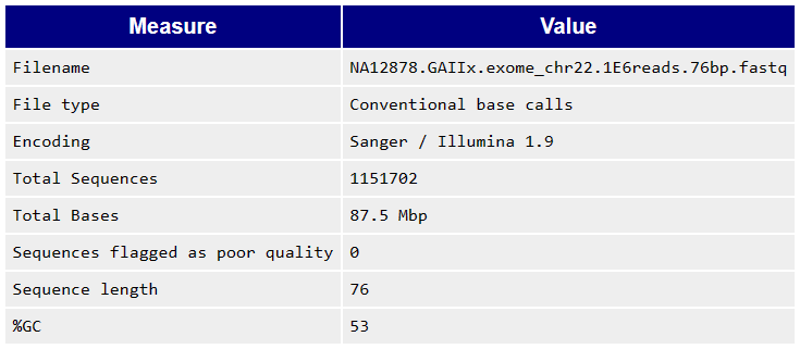 Measure Value
Filename NA12878.GAIIx.exome_chr22.1E6reads.76bp.fastq
File type Conventional base calls
Encoding Sanger / Illumina 1.9
Total Sequences 1151702
Total Bases 87.5 Mbp
Sequences flagged as poor quality 0
Sequence length 76
%GC 53